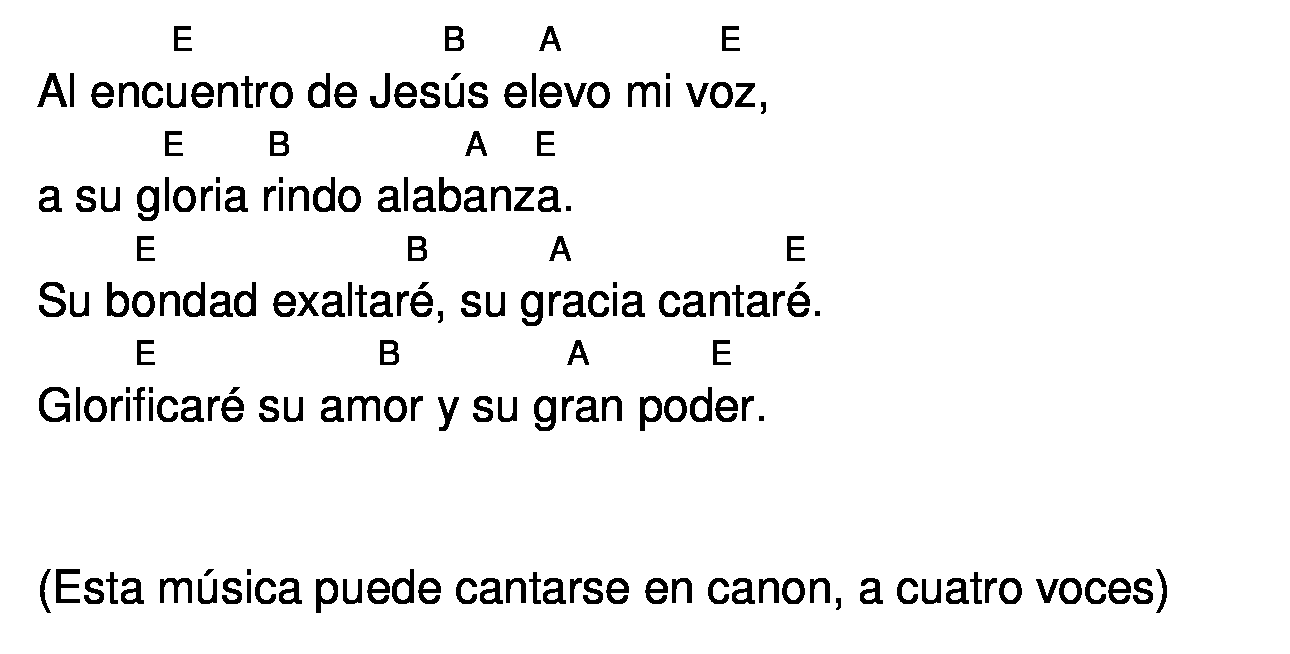 E B A E
Al encuentro de Jesús elevo mi voz,
E B A E
a su gloria rindo alabanza.
E B A E
Su bondad exaltaré, su gracia cantaré.
E B A E
Glorificaré su amor y su gran poder.
(Esta música puede cantarse en canon, a cuatro voces)